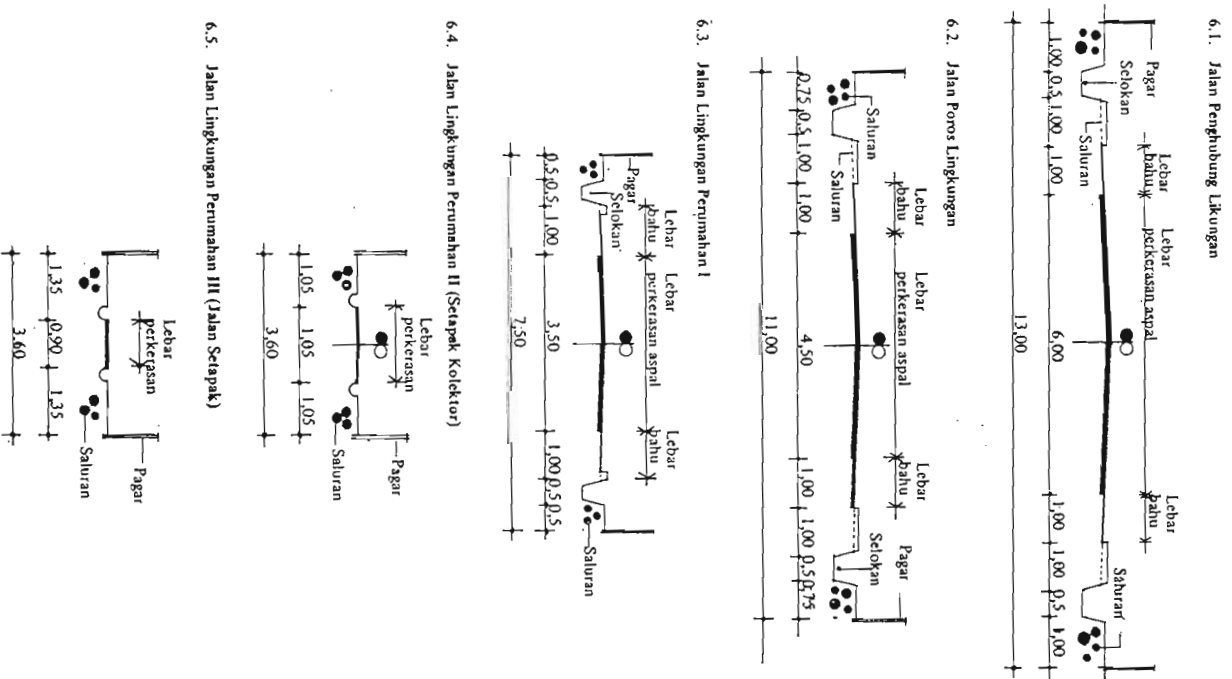 6.1. Jalan Penghubung Likungan
Pagar
Selokan
Saluran
Lebar
bahu
Lebar
perkerasan aspal
Lebar
bahu
Saluran
1,00 0,5 1,00 1,00 6,00 1,00 1,00 0,5 1,00
13,00
6.2. Jalan Poros Lingkungan
Saluran
Saluran
Lebar
bahu
Lebar
perkerasan aspal
Lebar
bahu
Pagar
Selokan
0,75 0,5 1,00 1,00 4,50 1,00 1,00 0,5 0,75
11,00
6.3. Jalan Lingkungan Perumahan I
Pagar
Selokan
Lebar
bahu
Lebar
perkerasan aspal
Lebar
bahu
Saluran
0,5 0,5 1,00 3,50 1,00 0,5 0,5
7,50
6.4. Jalan Lingkungan Perumahan II (Setapak Kolektor)
Lebar
perkerasan
Pagar
Saluran
1,05 1,05 1,05
3,60
6.5. Jalan Lingkungan Perumahan III (Jalan Setapak)
Lebar
perkerasan
Pagar
Saluran
1,35 0,90 1,35
3,60